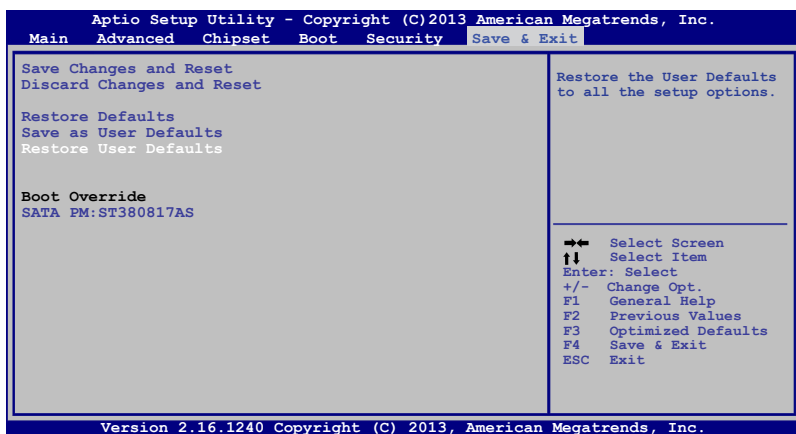 Aptio Setup Utility - Copyright (C)2013 American Megatrends, Inc.
Main Advanced Chipset Boot Security Save & Exit
Save Changes and Reset
Discard Changes and Reset
Restore Defaults
Save as User Defaults
Restore User Defaults
Boot Override
SATA PM:ST380817AS
Restore the User Defaults
to all the setup options.
→← Select Screen
↑↓ Select Item
Enter: Select
+/- Change Opt.
F1 General Help
F2 Previous Values
F3 Optimized Defaults
F4 Save & Exit
ESC Exit
Version 2.16.1240 Copyright (C) 2013, American Megatrends, Inc.